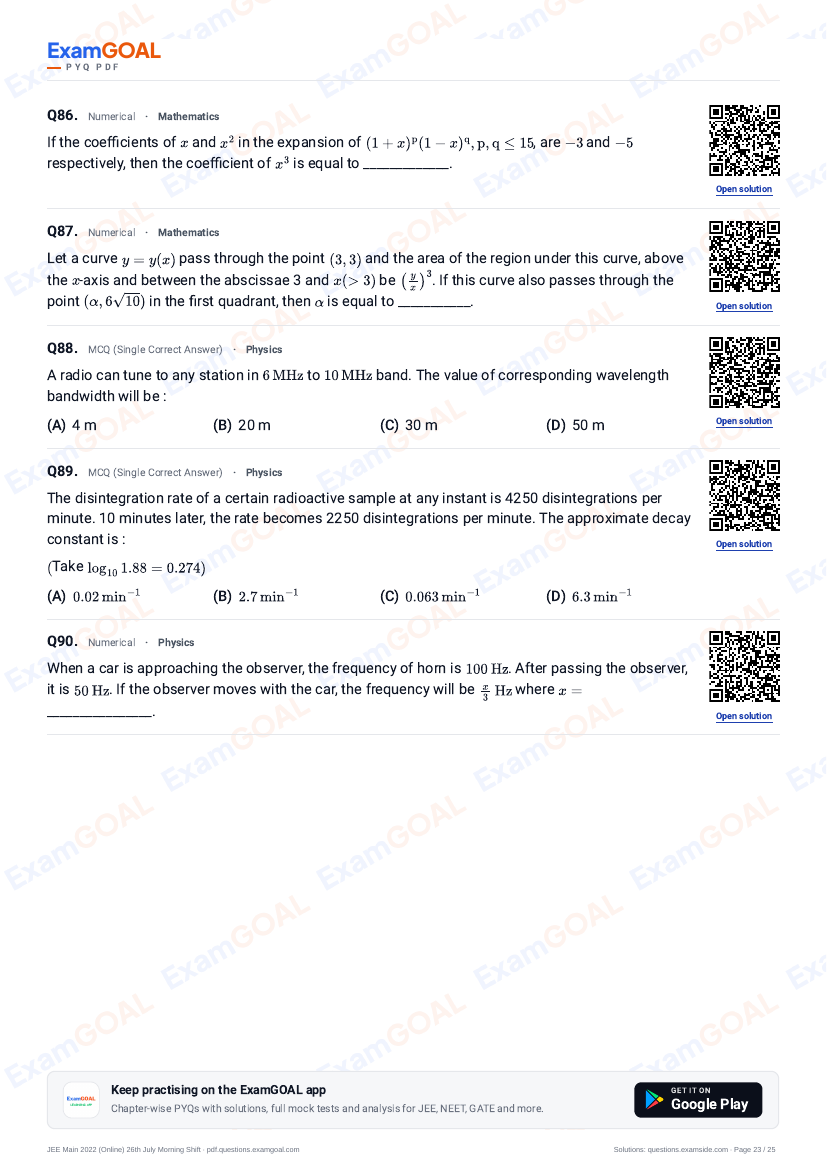 ExamGOAL
PYQ PDF
Q86. Numerical · Mathematics
If the coefficients of x and x² in the expansion of (1 + x)ᵖ(1 − x)^q, p, q ≤ 15, are −3 and −5
respectively, then the coefficient of x³ is equal to ____________.
Open solution
Q87. Numerical · Mathematics
Let a curve y = y(x) pass through the point (3, 3) and the area of the region under this curve, above
the x-axis and between the abscissae 3 and x(> 3) be (y/x)³. If this curve also passes through the
point (α, 6√10) in the first quadrant, then α is equal to __________.
Open solution
Q88. MCQ (Single Correct Answer) · Physics
A radio can tune to any station in 6 MHz to 10 MHz band. The value of corresponding wavelength
bandwidth will be :
(A) 4 m (B) 20 m (C) 30 m (D) 50 m
Open solution
Q89. MCQ (Single Correct Answer) · Physics
The disintegration rate of a certain radioactive sample at any instant is 4250 disintegrations per
minute. 10 minutes later, the rate becomes 2250 disintegrations per minute. The approximate decay
constant is :
(Take log₁₀ 1.88 = 0.274)
(A) 0.02 min⁻¹ (B) 2.7 min⁻¹ (C) 0.063 min⁻¹ (D) 6.3 min⁻¹
Open solution
Q90. Numerical · Physics
When a car is approaching the observer, the frequency of horn is 100 Hz. After passing the observer,
it is 50 Hz. If the observer moves with the car, the frequency will be x/3 Hz where x =
_______________.
Open solution
Keep practising on the ExamGOAL app
Chapter-wise PYQs with solutions, full mock tests and analysis for JEE, NEET, GATE and more.
GET IT ON
Google Play
JEE Main 2022 (Online) 26th July Morning Shift · pdf.questions.examgoal.com
Solutions: questions.examside.com · Page 23 / 25